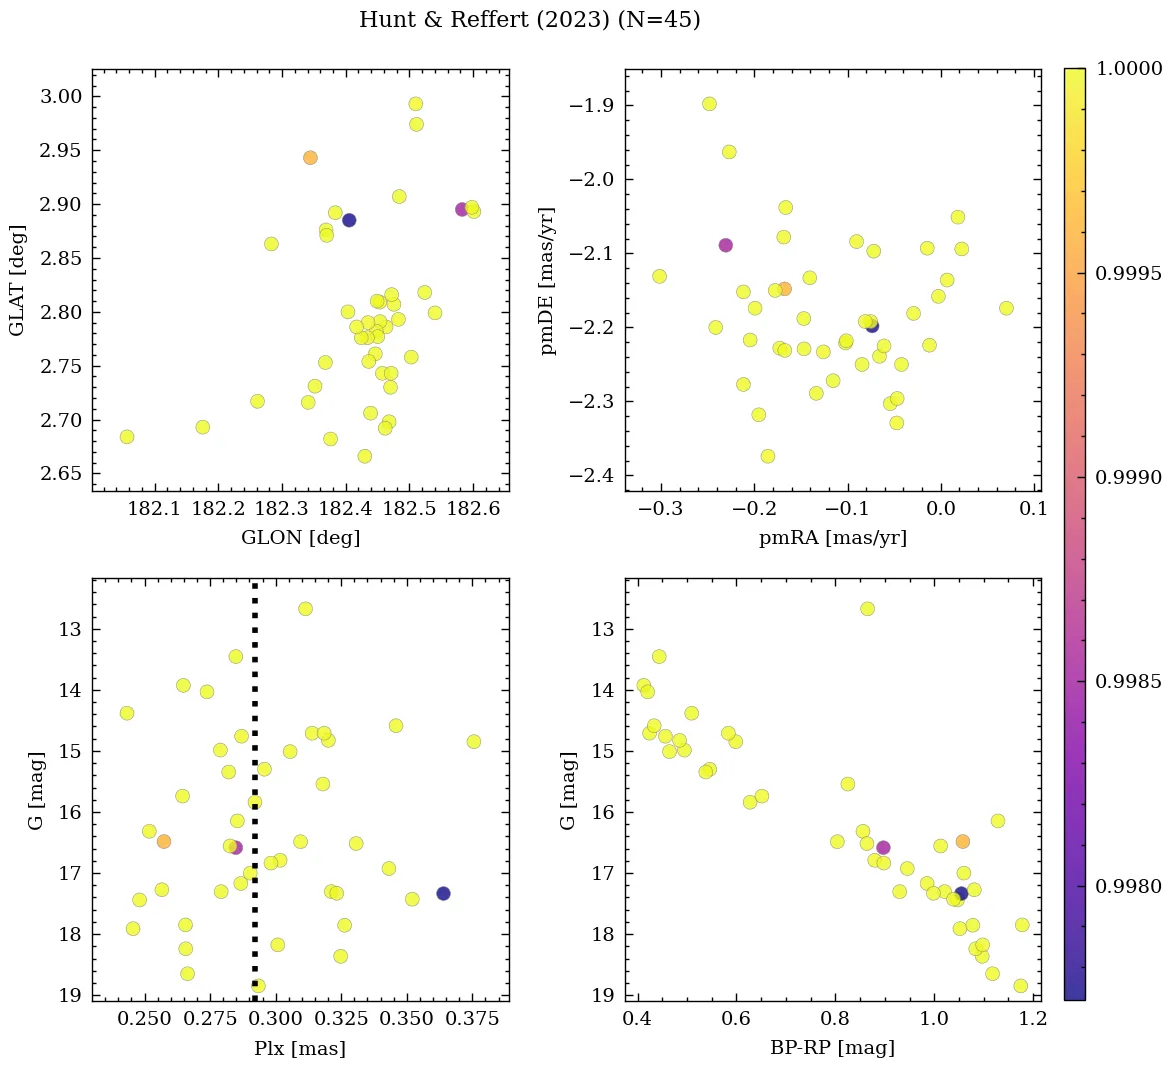 Hunt & Reffert (2023) (N=45)
3.00
2.95
2.90
2.85
2.80
2.75
2.70
2.65
GLAT [deg]
182.1 182.2 182.3 182.4 182.5 182.6
GLON [deg]
−1.9
−2.0
−2.1
−2.2
−2.3
−2.4
pmDE [mas/yr]
−0.3 −0.2 −0.1 0.0 0.1
pmRA [mas/yr]
13
14
15
16
17
18
19
G [mag]
0.250 0.275 0.300 0.325 0.350 0.375
Plx [mas]
13
14
15
16
17
18
19
G [mag]
0.4 0.6 0.8 1.0 1.2
BP-RP [mag]
1.0000
0.9995
0.9990
0.9985
0.9980